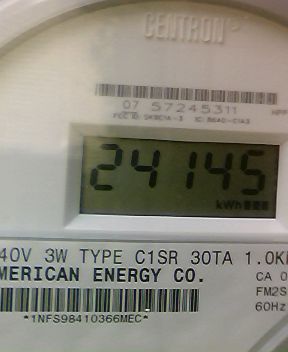 CENTRON
07 57245311
24145
kWh
40V 3W TYPE C1SR 30TA 1.0K
MERICAN ENERGY CO. CA 0
FM2S
60Hz
*1NFS98410366MEC*